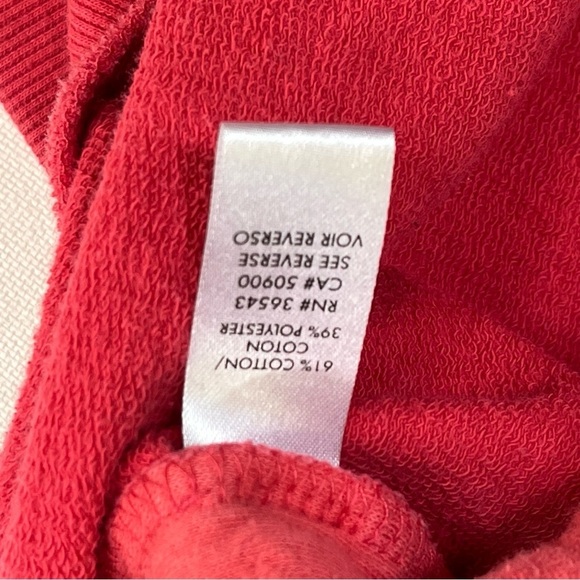 61% COTTON/
COTON
39% POLYESTER
RN# 36543
CA# 50900
SEE REVERSE
VOIR REVERSO